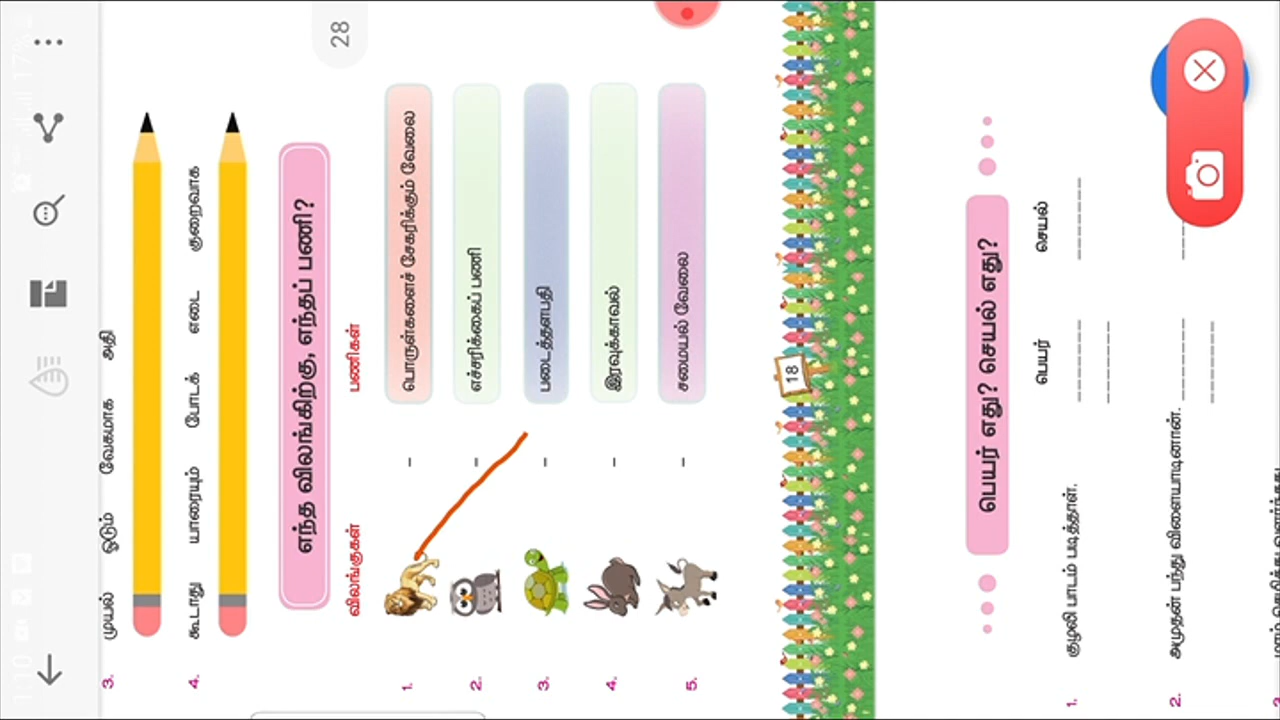 28
3. முயல் ஓடும் வேகமாக அதி
4. கூடாது யாரையும் போடக் எடை குறைவாக
எந்த விலங்கிற்கு, எந்தப் பணி?
விலங்குகள் பணிகள்
1. – பொருள்களைச் சேகரிக்கும் வேலை
2. – எச்சரிக்கைப் பணி
3. – படைத்தளபதி
4. – இரவுக்காவல்
5. – சமையல் வேலை
18
பெயர் எது? செயல் எது?
பெயர் செயல்
1. குழலி பாடம் படித்தாள்.
2. அமுதன் பந்து விளையாடினான்.